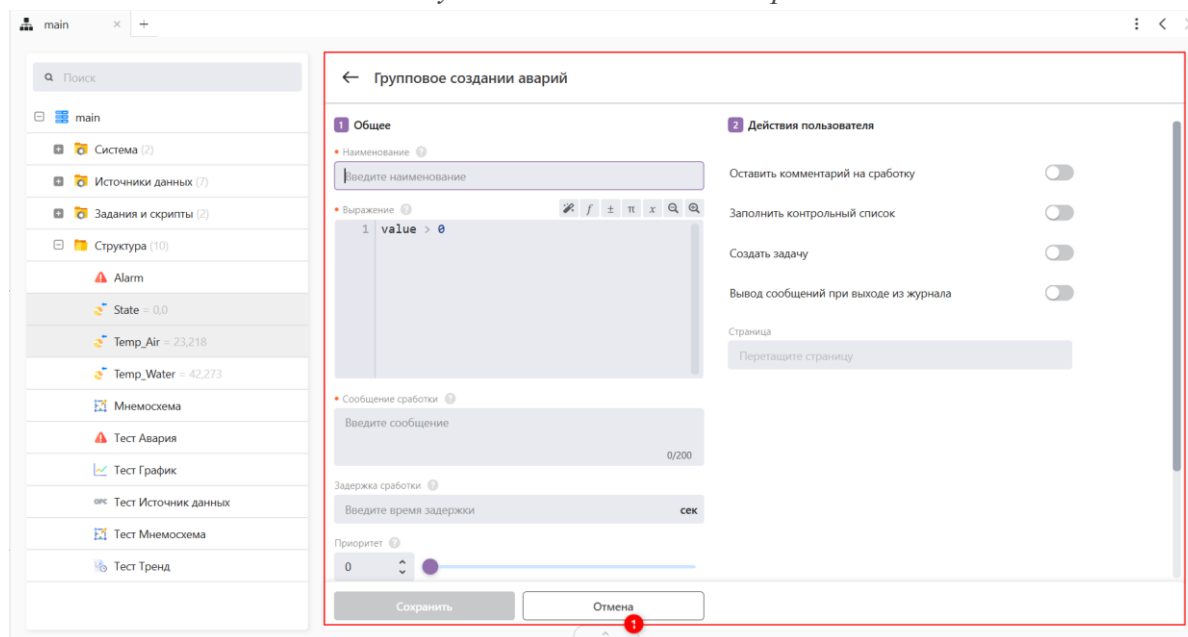 main × +
Поиск
main
Система (2)
Источники данных (7)
Задания и скрипты (2)
Структура (10)
Alarm
State = 0,0
Temp_Air = 23,218
Temp_Water = 42,273
Мнемосхема
Тест Авария
Тест График
OPC Тест Источник данных
Тест Мнемосхема
Тест Тренд
← Групповое создании аварий
1 Общее
• Наименование ?
Введите наименование
• Выражение ? f ± π x
1 value > 0
• Сообщение сработки ?
Введите сообщение
0/200
Задержка сработки ?
Введите время задержки сек
Приоритет ?
0
Сохранить Отмена
1
2 Действия пользователя
Оставить комментарий на сработку
Заполнить контрольный список
Создать задачу
Вывод сообщений при выходе из журнала
Страница
Перетащите страницу